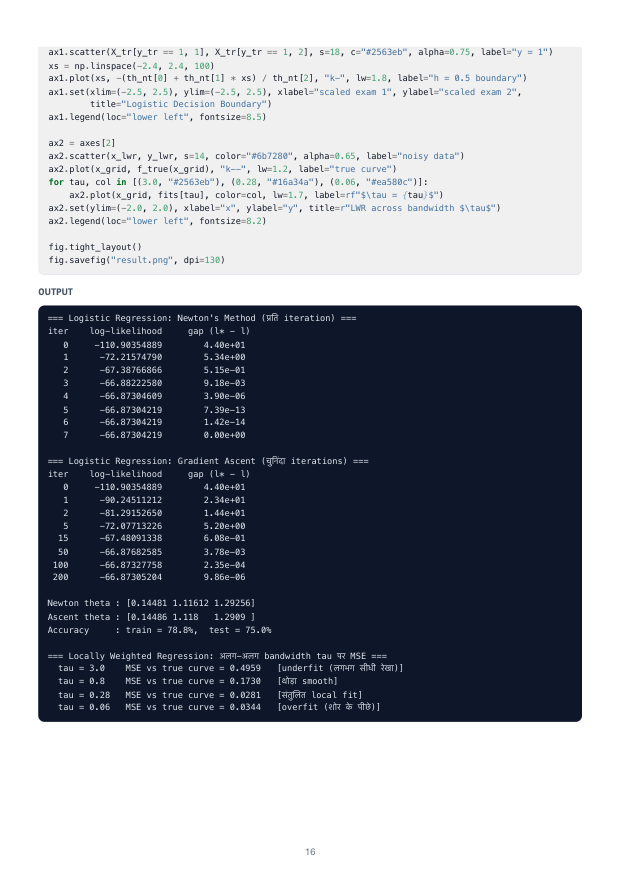 ax1.scatter(X_tr[y_tr == 1, 1], X_tr[y_tr == 1, 2], s=18, c="#2563eb", alpha=0.75, label="y = 1")
xs = np.linspace(-2.4, 2.4, 100)
ax1.plot(xs, -(th_nt[0] + th_nt[1] * xs) / th_nt[2], "k-", lw=1.8, label="h = 0.5 boundary")
ax1.set(xlim=(-2.5, 2.5), ylim=(-2.5, 2.5), xlabel="scaled exam 1", ylabel="scaled exam 2",
        title="Logistic Decision Boundary")
ax1.legend(loc="lower left", fontsize=8.5)

ax2 = axes[2]
ax2.scatter(x_lwr, y_lwr, s=14, color="#6b7280", alpha=0.65, label="noisy data")
ax2.plot(x_grid, f_true(x_grid), "k--", lw=1.2, label="true curve")
for tau, col in [(3.0, "#2563eb"), (0.28, "#16a34a"), (0.06, "#ea580c")]:
    ax2.plot(x_grid, fits[tau], color=col, lw=1.7, label=rf"$\tau = {tau}$")
ax2.set(ylim=(-2.0, 2.0), xlabel="x", ylabel="y", title=r"LWR across bandwidth $\tau$")
ax2.legend(loc="lower left", fontsize=8.2)

fig.tight_layout()
fig.savefig("result.png", dpi=130)
OUTPUT
=== Logistic Regression: Newton's Method (प्रति iteration) ===
iter    log-likelihood     gap (l* - l)
   0     -110.90354889        4.40e+01
   1      -72.21574790        5.34e+00
   2      -67.38766866        5.15e-01
   3      -66.88222580        9.18e-03
   4      -66.87304609        3.90e-06
   5      -66.87304219        7.39e-13
   6      -66.87304219        1.42e-14
   7      -66.87304219        0.00e+00

=== Logistic Regression: Gradient Ascent (चुनिंदा iterations) ===
iter    log-likelihood     gap (l* - l)
   0     -110.90354889        4.40e+01
   1      -90.24511212        2.34e+01
   2      -81.29152650        1.44e+01
   5      -72.07713226        5.20e+00
  15      -67.48091338        6.08e-01
  50      -66.87682585        3.78e-03
 100      -66.87327758        2.35e-04
 200      -66.87305204        9.86e-06

Newton theta : [0.14481 1.11612 1.29256]
Ascent theta : [0.14486 1.118   1.2909 ]
Accuracy     : train = 78.8%,  test = 75.0%

=== Locally Weighted Regression: अलग-अलग bandwidth tau पर MSE ===
  tau = 3.0    MSE vs true curve = 0.4959   [underfit (लगभग सीधी रेखा)]
  tau = 0.8    MSE vs true curve = 0.1730   [थोड़ा smooth]
  tau = 0.28   MSE vs true curve = 0.0281   [संतुलित local fit]
  tau = 0.06   MSE vs true curve = 0.0344   [overfit (शोर के पीछे)]
16